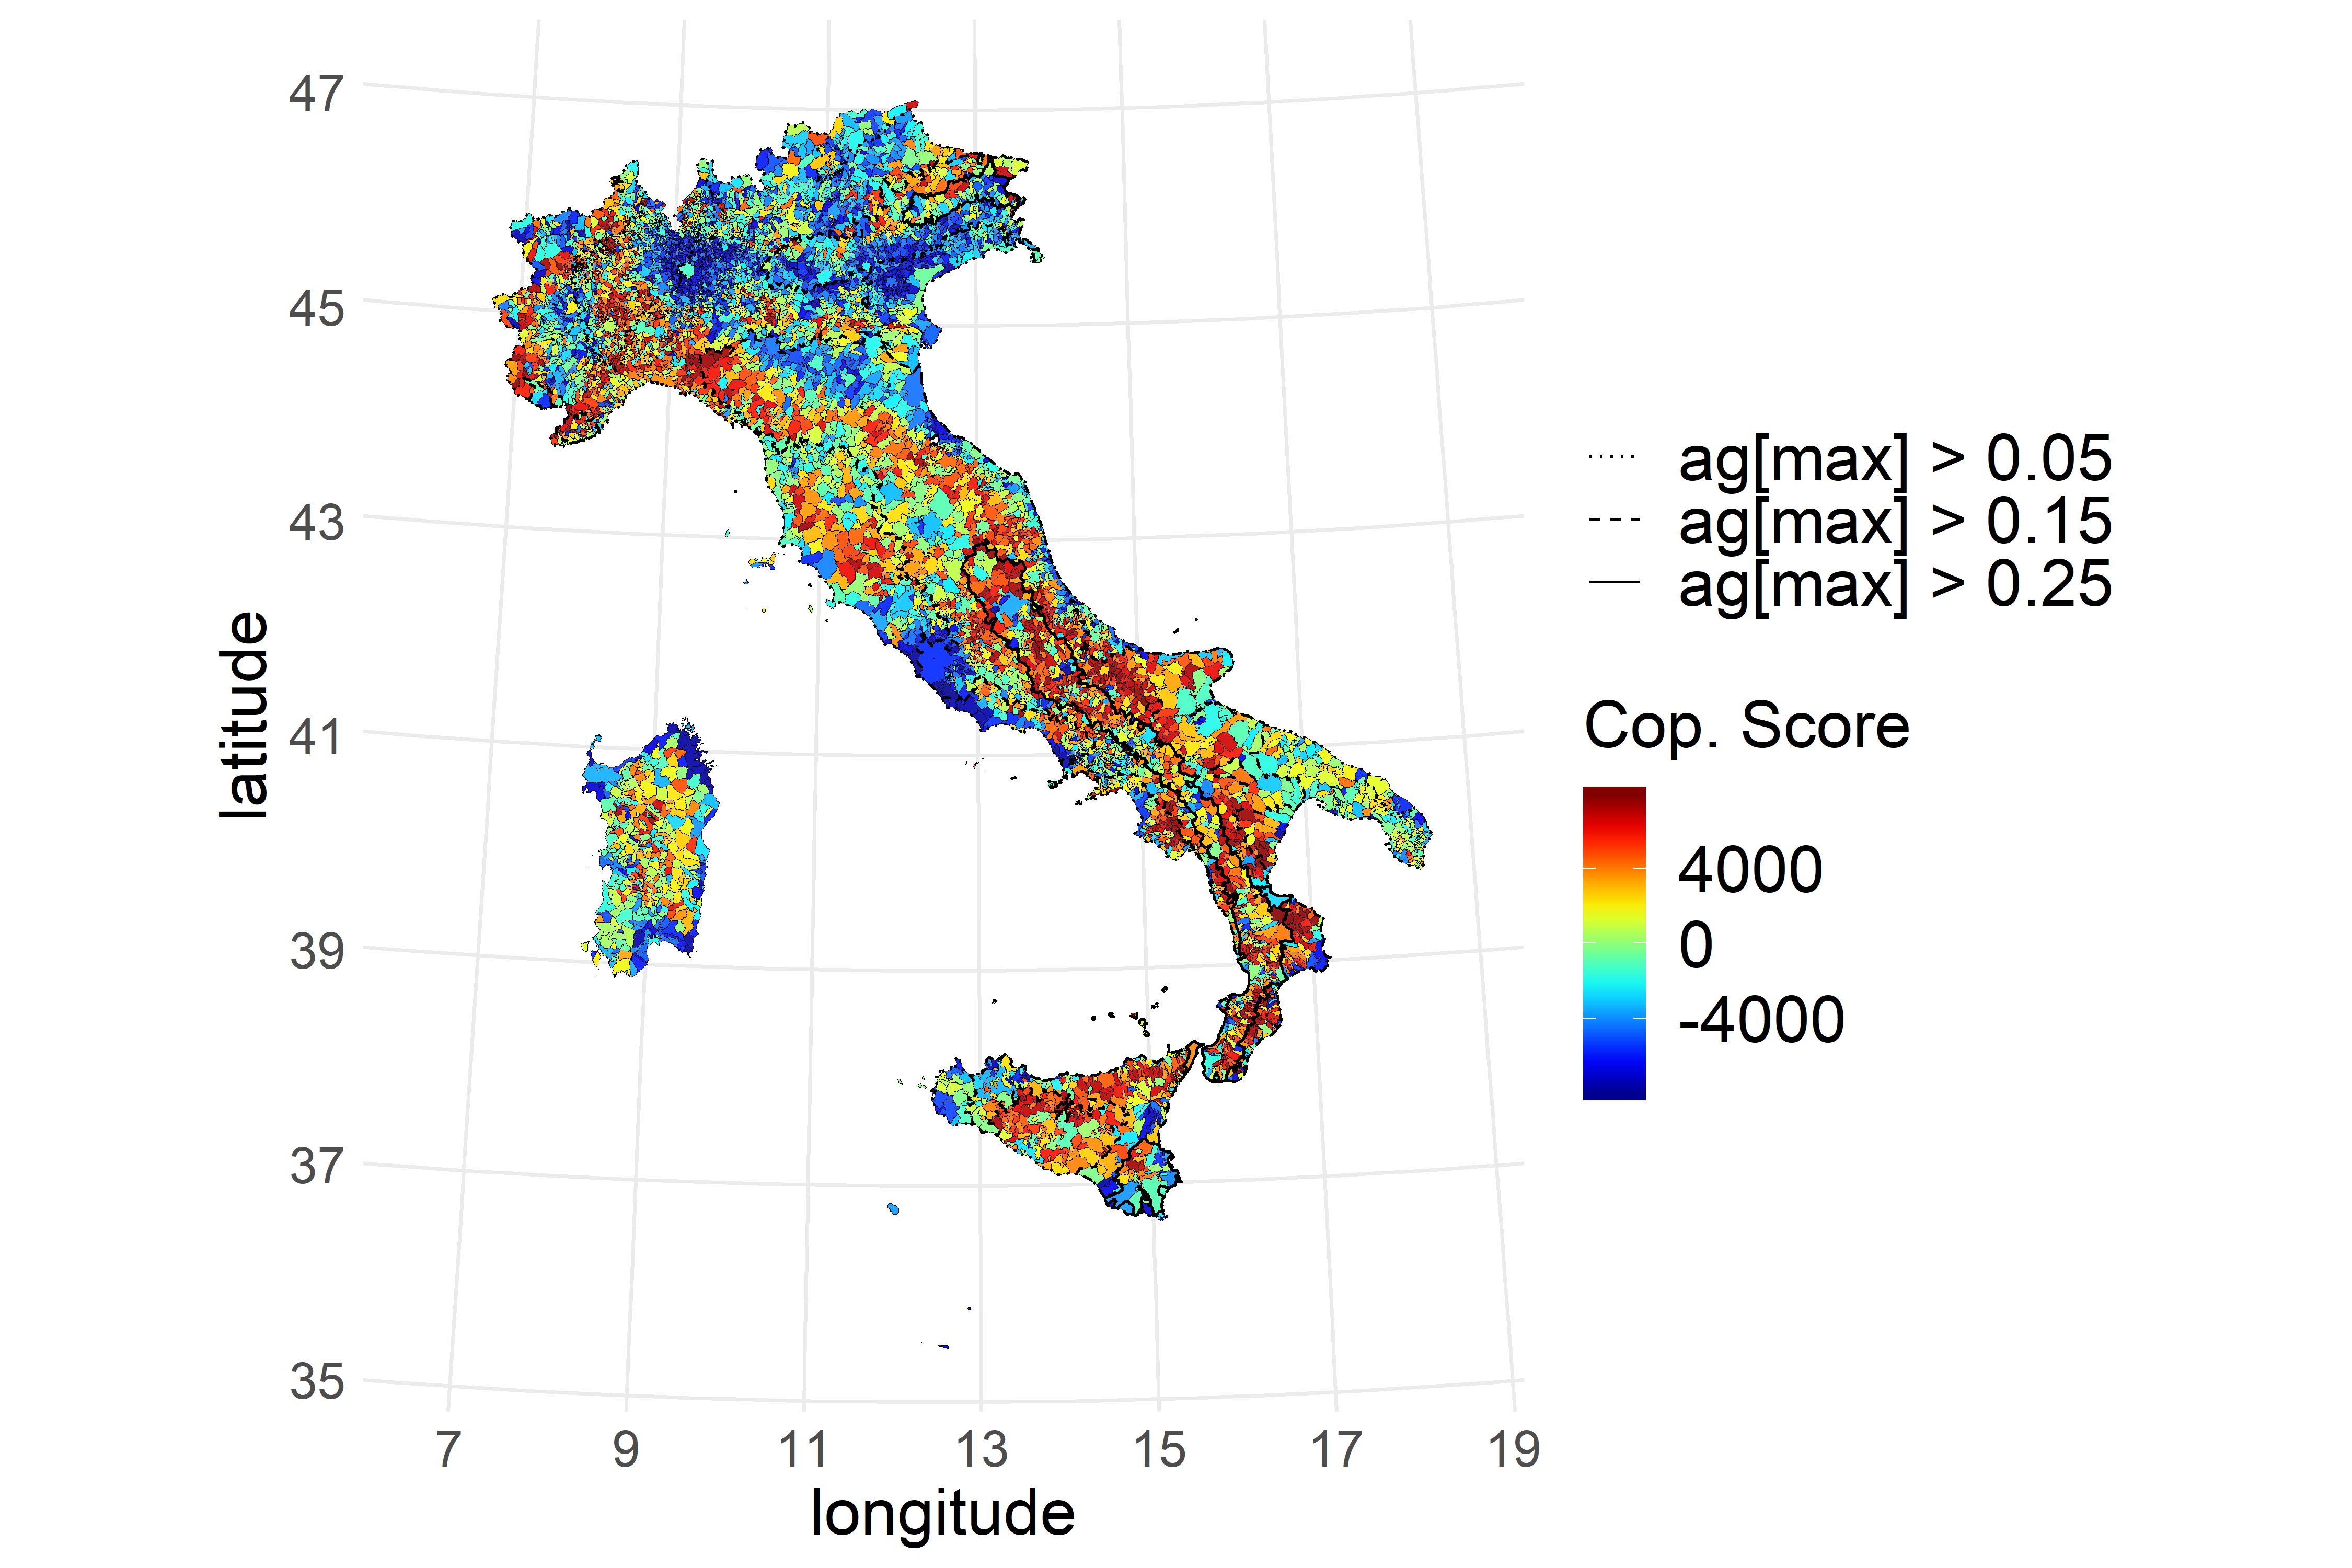 47
45
43
41
39
37
35
latitude
7 9 11 13 15 17 19
longitude
ag[max] > 0.05
ag[max] > 0.15
ag[max] > 0.25
Cop. Score
4000
0
-4000